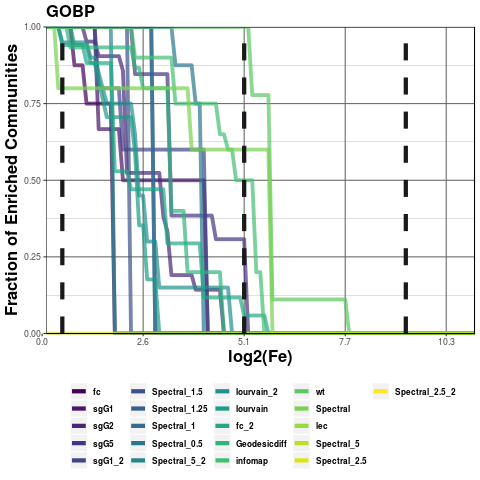 GOBP
Fraction of Enriched Communities
1.00
0.75
0.50
0.25
0.00
0.0 2.6 5.1 7.7 10.3
log2(Fe)
fc Spectral_1.5 lourvain_2 wt Spectral_2.5_2
sgG1 Spectral_1.25 lourvain Spectral
sgG2 Spectral_1 fc_2 lec
sgG5 Spectral_0.5 Geodesicdiff Spectral_5
sgG1_2 Spectral_5_2 infomap Spectral_2.5